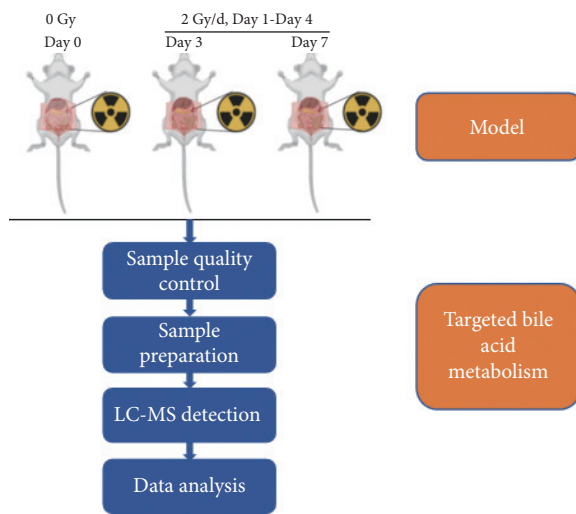 0 Gy
2 Gy/d, Day 1-Day 4
Day 0
Day 3
Day 7
Model
Sample quality
control
Sample
preparation
LC-MS detection
Data analysis
Targeted bile
acid
metabolism